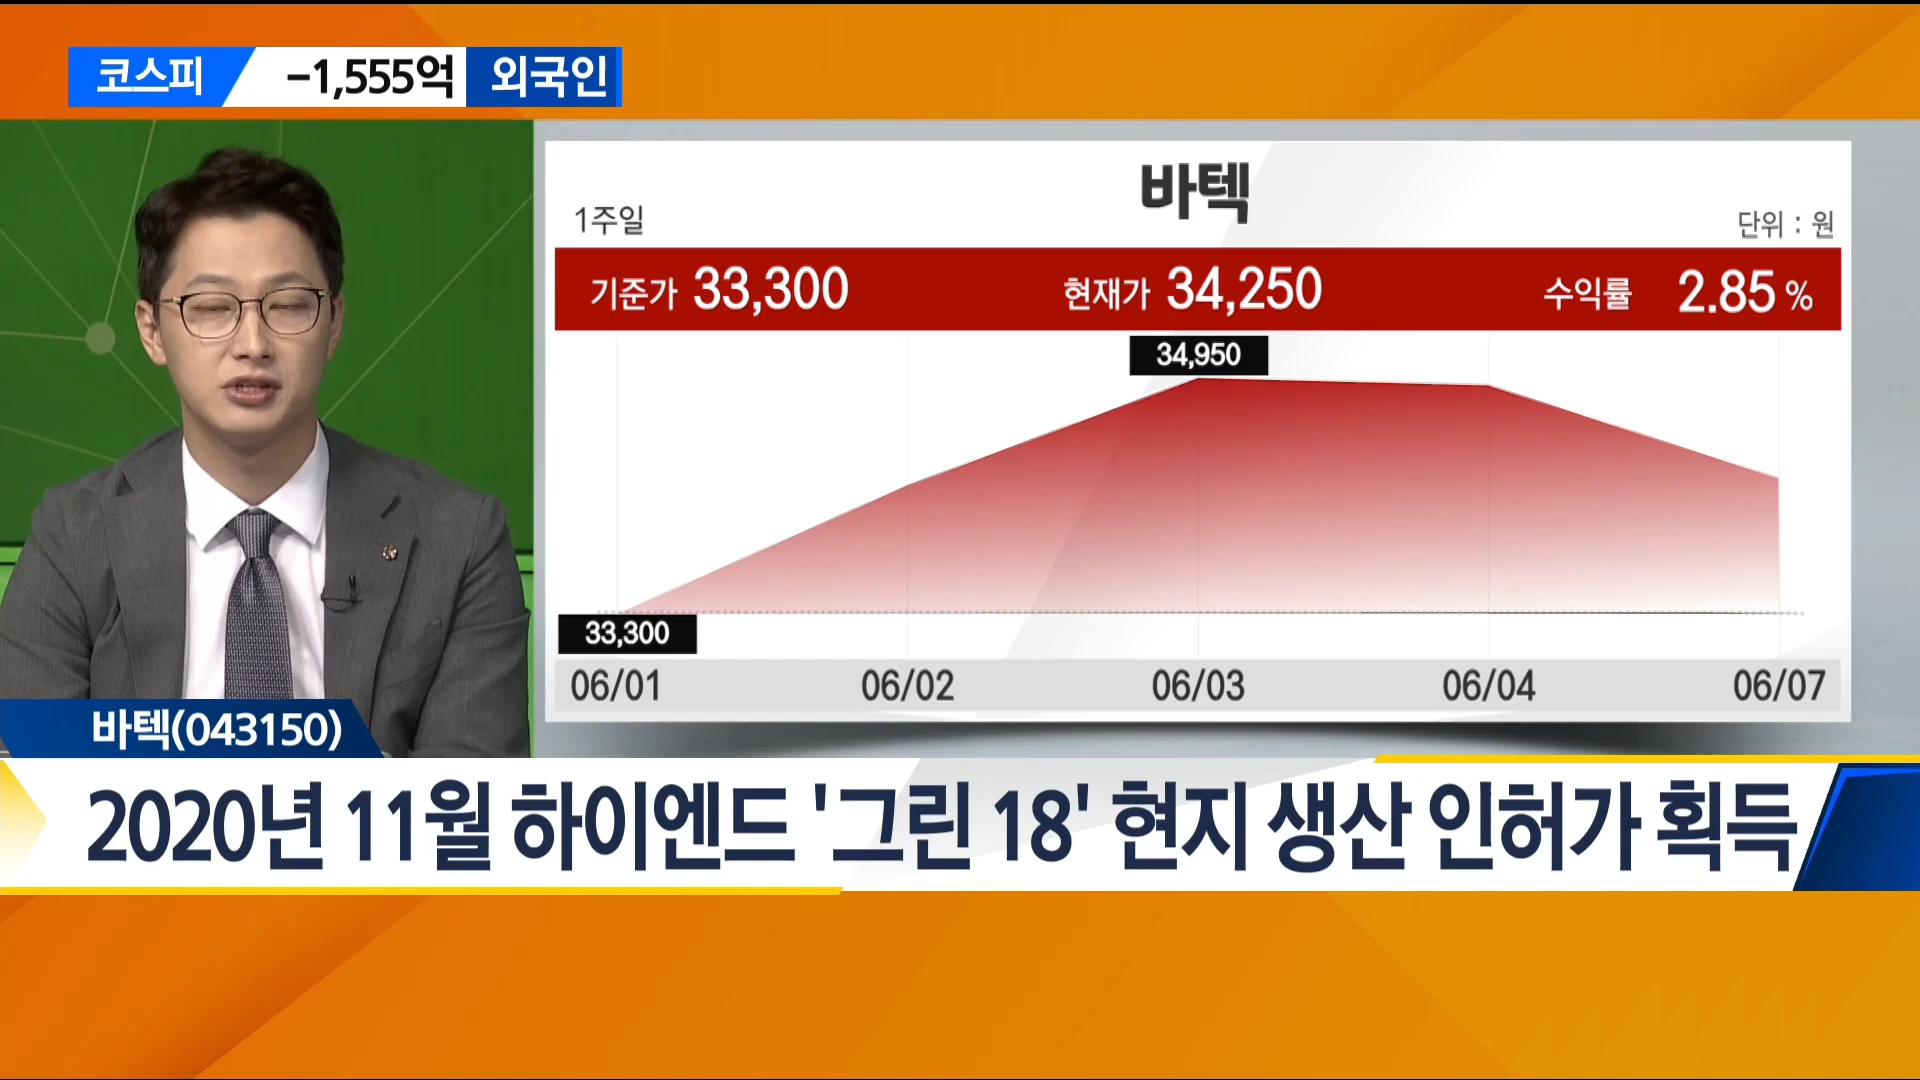 코스피 -1,555억 외국인
바텍
1주일
단위 : 원
기준가 33,300 현재가 34,250 수익률 2.85 %
34,950
33,300
06/01 06/02 06/03 06/04 06/07
바텍(043150)
2020년 11월 하이엔드 '그린 18' 현지 생산 인허가 획득